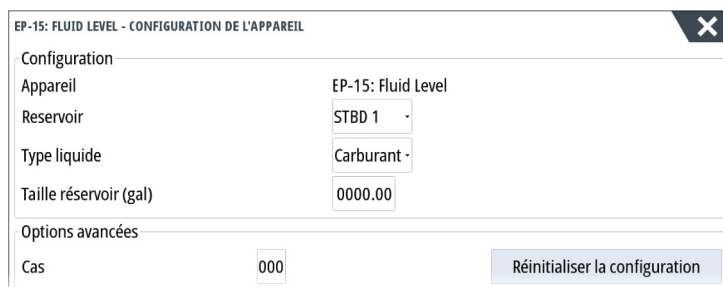 EP-15: FLUID LEVEL - CONFIGURATION DE L'APPAREIL
Configuration
Appareil EP-15: Fluid Level
Reservoir STBD 1
Type liquide Carburant
Taille réservoir (gal) 0000.00
Options avancées
Cas 000 Réinitialiser la configuration